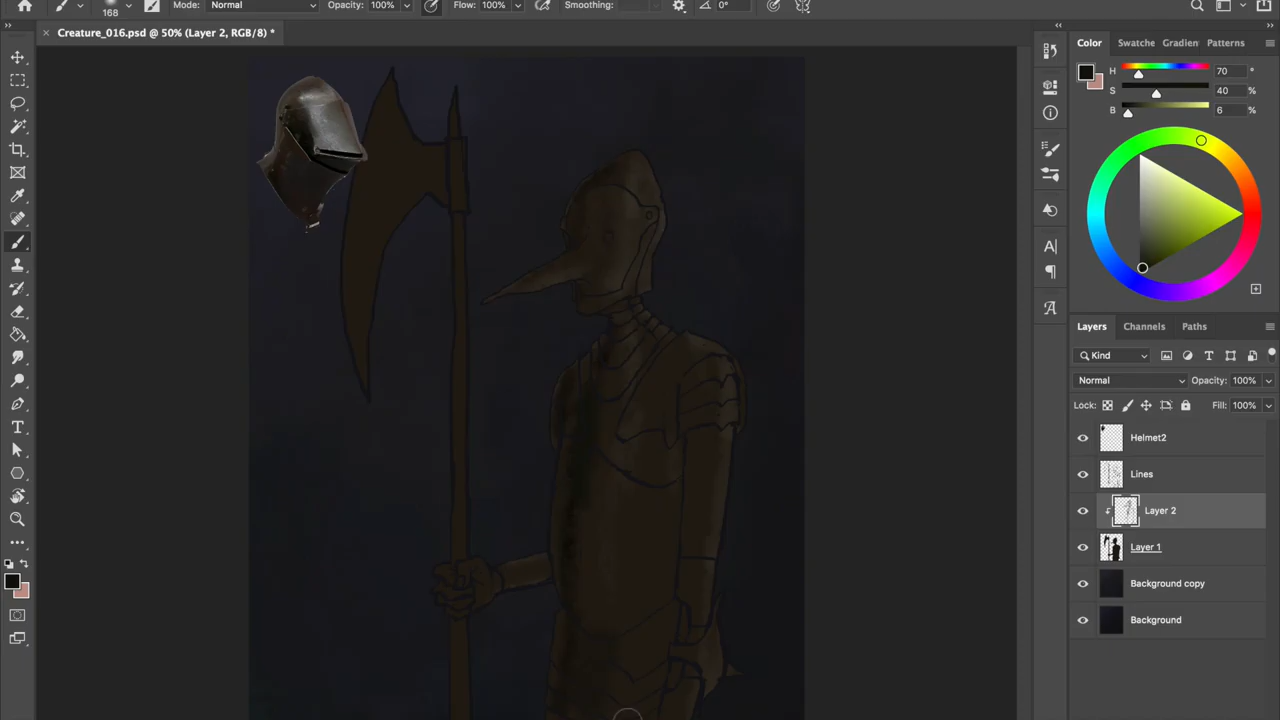 168 Mode: Normal Opacity: 100% Flow: 100% Smoothing: 0°
× Creature_016.psd @ 50% (Layer 2, RGB/8) *
Color Swatche Gradien Patterns
H 70 °
S 40 %
B 6 %
Layers Channels Paths
Kind
Normal Opacity: 100%
Lock: Fill: 100%
Helmet2
Lines
Layer 2
Layer 1
Background copy
Background